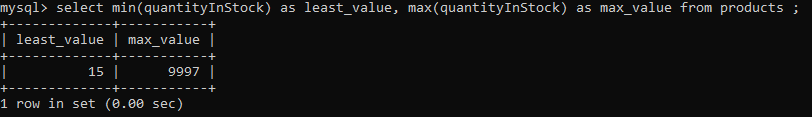 mysql> select min(quantityInStock) as least_value, max(quantityInStock) as max_value from products ;
+-------------+-----------+
| least_value | max_value |
+-------------+-----------+
|          15 |      9997 |
+-------------+-----------+
1 row in set (0.00 sec)